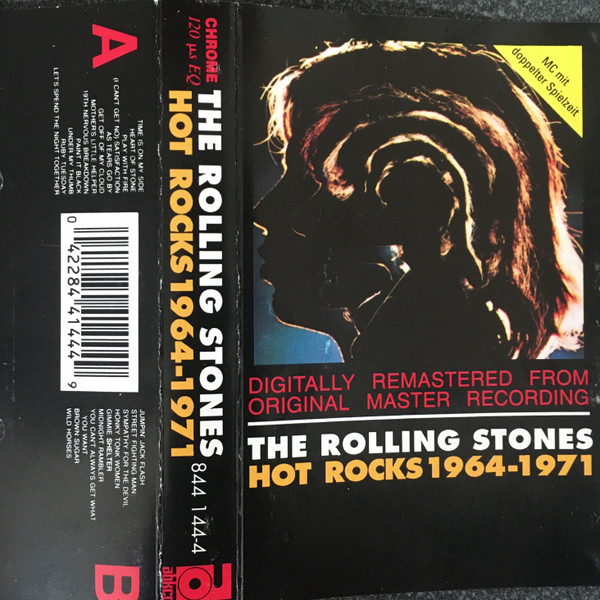 A
TIME IS ON MY SIDE
HEART OF STONE
PLAY WITH FIRE
(I CAN'T GET NO) SATISFACTION
AS TEARS GO BY
GET OFF OF MY CLOUD
MOTHER'S LITTLE HELPER
19TH NERVOUS BREAKDOWN
PAINT IT BLACK
UNDER MY THUMB
RUBY TUESDAY
LET'S SPEND THE NIGHT TOGETHER
0 42284 41444 9
JUMPIN' JACK FLASH
STREET FIGHTING MAN
SYMPATHY FOR THE DEVIL
HONKY TONK WOMEN
GIMMIE SHELTER
MIDNIGHT RAMBLER
YOU CAN'T ALWAYS GET WHAT
YOU WANT
BROWN SUGAR
WILD HORSES
B
CHROME
120 µs EQ
THE ROLLING STONES
HOT ROCKS 1964-1971
844 144-4
abkco
MC mit
doppelter Spielzeit
DIGITALLY REMASTERED FROM
ORIGINAL MASTER RECORDING
THE ROLLING STONES
HOT ROCKS 1964-1971